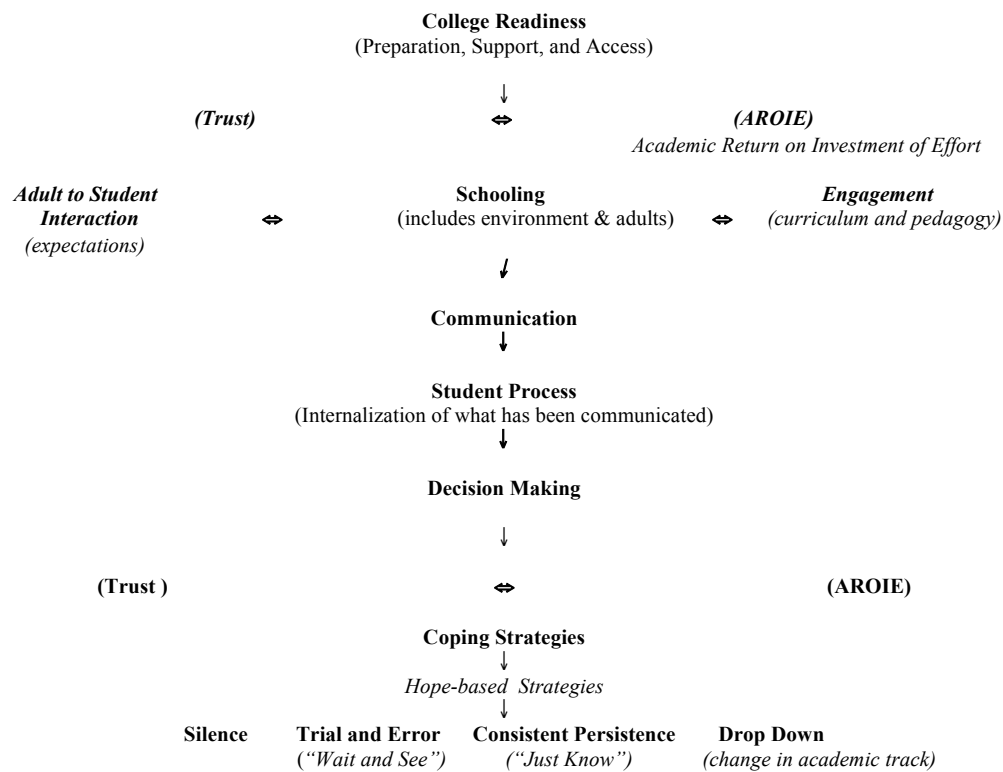 College Readiness
(Preparation, Support, and Access)
↓
(Trust) ⇔ (AROIE)
Academic Return on Investment of Effort
Adult to Student Schooling Engagement
Interaction ⇔ (includes environment & adults) ⇔ (curriculum and pedagogy)
(expectations)
↓
Communication
↓
Student Process
(Internalization of what has been communicated)
↓
Decision Making
↓
(Trust ) ⇔ (AROIE)
Coping Strategies
↓
Hope-based Strategies
↓
Silence Trial and Error Consistent Persistence Drop Down
(“Wait and See”) (“Just Know”) (change in academic track)